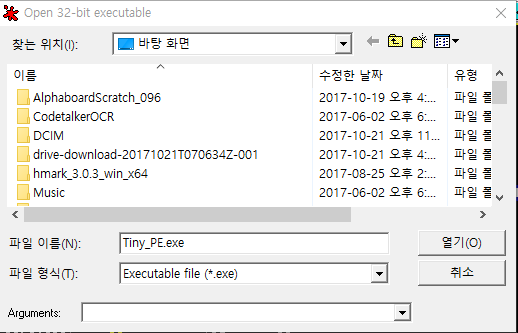 Open 32-bit executable
찾는 위치(I): 바탕 화면
이름 수정한 날짜 유형
AlphaboardScratch_096 2017-10-19 오후 4:... 파일 폴
CodetalkerOCR 2017-06-02 오후 6:... 파일 폴
DCIM 2017-10-21 오후 11... 파일 폴
drive-download-20171021T070634Z-001 2017-10-21 오후 4:... 파일 폴
hmark_3.0.3_win_x64 2017-08-25 오후 2:... 파일 폴
Music 2017-06-02 오후 6:... 파일 폴
파일 이름(N): Tiny_PE.exe 열기(O)
파일 형식(T): Executable file (*.exe) 취소
Arguments: